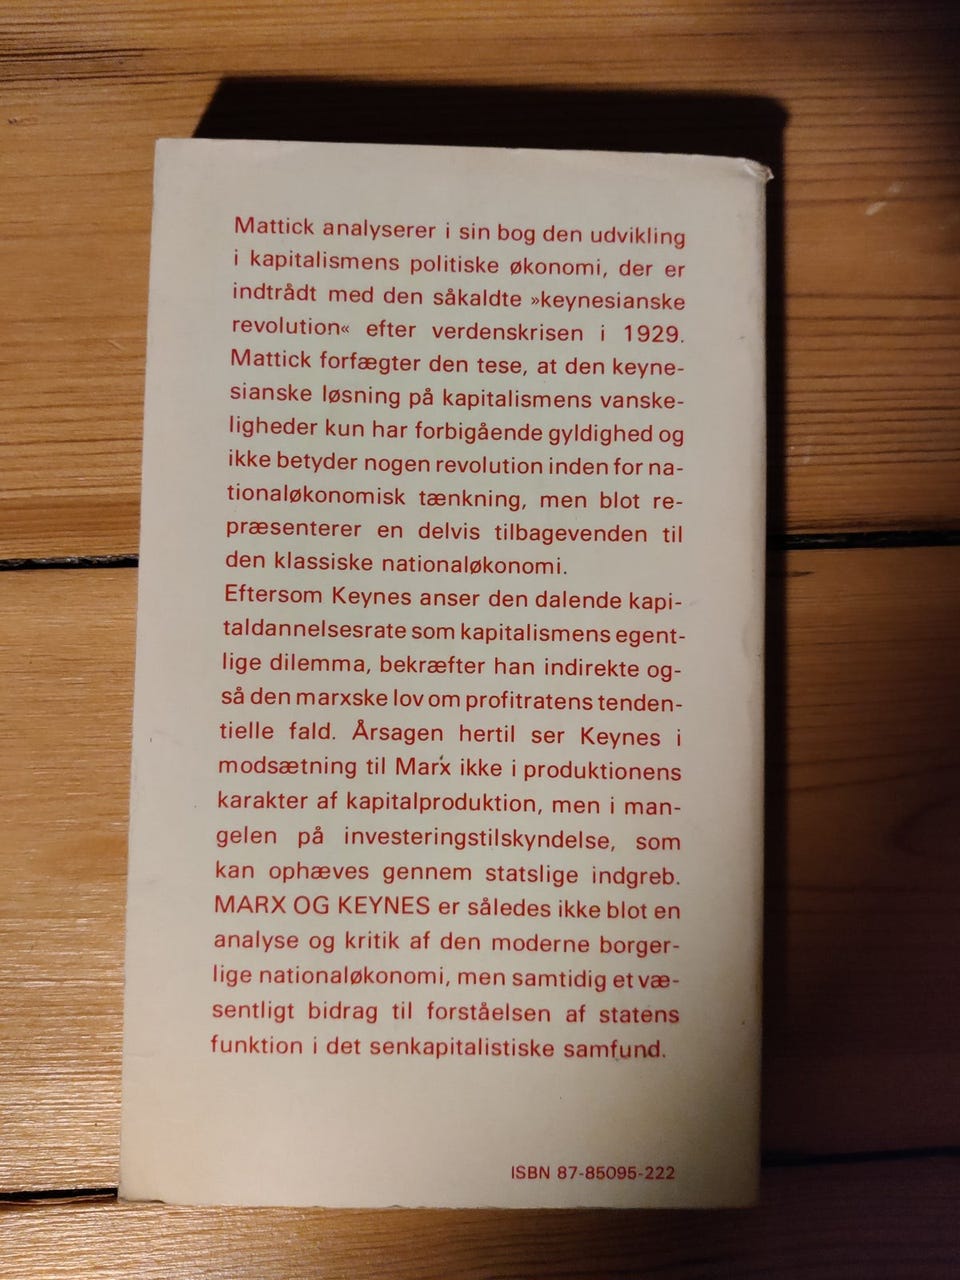 Mattick analyserer i sin bog den udvikling
i kapitalismens politiske økonomi, der er
indtrådt med den såkaldte »keynesianske
revolution« efter verdenskrisen i 1929.
Mattick forfægter den tese, at den keyne-
sianske løsning på kapitalismens vanske-
ligheder kun har forbigående gyldighed og
ikke betyder nogen revolution inden for na-
tionaløkonomisk tænkning, men blot re-
præsenterer en delvis tilbagevenden til
den klassiske nationaløkonomi.
Eftersom Keynes anser den dalende kapi-
taldannelsesrate som kapitalismens egent-
lige dilemma, bekræfter han indirekte og-
så den marxske lov om profitratens tenden-
tielle fald. Årsagen hertil ser Keynes i
modsætning til Marx ikke i produktionens
karakter af kapitalproduktion, men i man-
gelen på investeringstilskyndelse, som
kan ophæves gennem statslige indgreb.
MARX OG KEYNES er således ikke blot en
analyse og kritik af den moderne borger-
lige nationaløkonomi, men samtidig et væ-
sentligt bidrag til forståelsen af statens
funktion i det senkapitalistiske samfund.
ISBN 87-85095-222